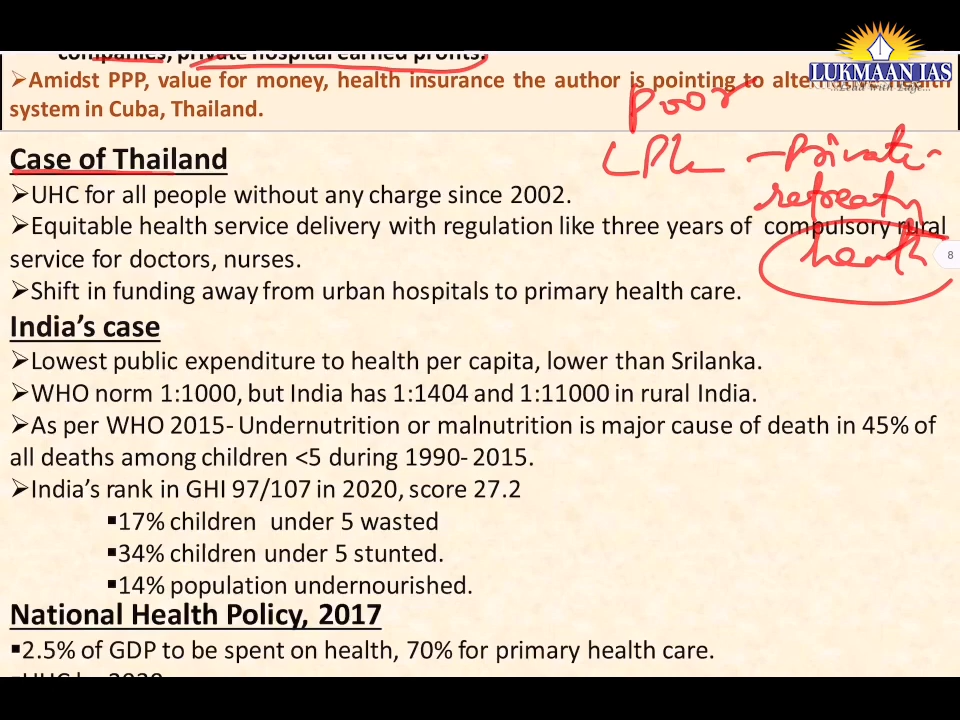 companies, private hospital earned profits.
LUKMAAN IAS
...Lead With Edge...
➢Amidst PPP, value for money, health insurance the author is pointing to health
system in Cuba, Thailand.
Poor
Case of Thailand
➢UHC for all people without any charge since 2002.
➢Equitable health service delivery with regulation like three years of compulsory rural
service for doctors, nurses.
8
➢Shift in funding away from urban hospitals to primary health care.
India’s case
➢Lowest public expenditure to health per capita, lower than Srilanka.
➢WHO norm 1:1000, but India has 1:1404 and 1:11000 in rural India.
➢As per WHO 2015- Undernutrition or malnutrition is major cause of death in 45% of
all deaths among children <5 during 1990- 2015.
➢India’s rank in GHI 97/107 in 2020, score 27.2
▪17% children under 5 wasted
▪34% children under 5 stunted.
▪14% population undernourished.
National Health Policy, 2017
▪2.5% of GDP to be spent on health, 70% for primary health care.